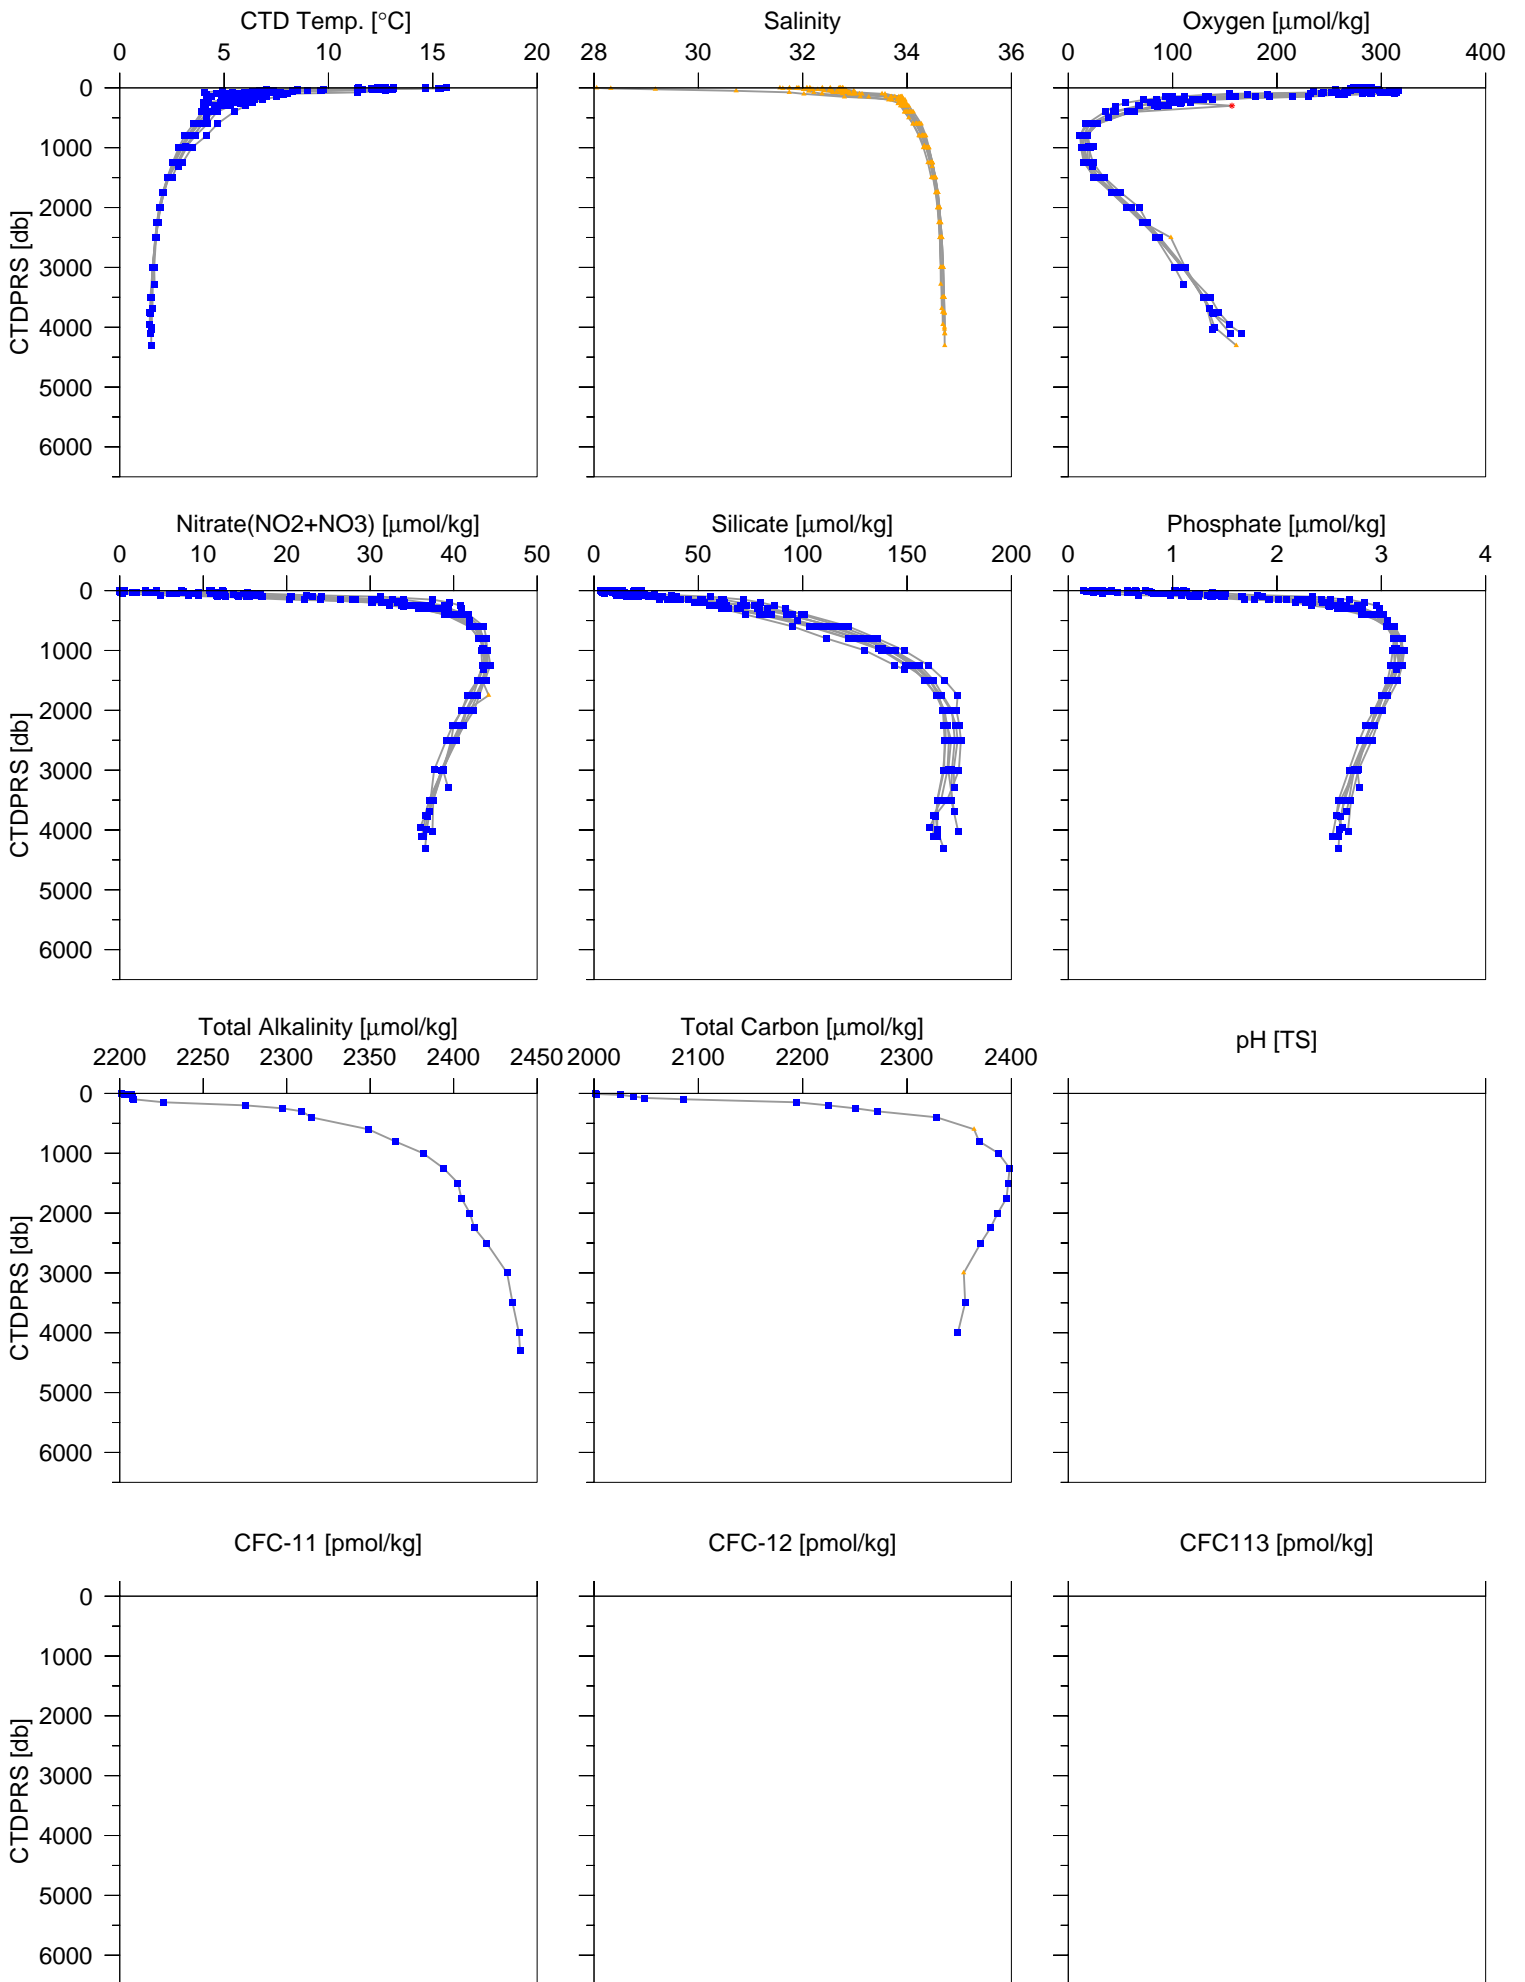 CTD Temp. [°C] Salinity Oxygen [μmol/kg]
0 5 10 15 20 28 30 32 34 36 0 100 200 300 400
0
1000
2000
3000
4000
5000
6000
CTDPRS [db]
Nitrate(NO2+NO3) [μmol/kg] Silicate [μmol/kg] Phosphate [μmol/kg]
0 10 20 30 40 50 0 50 100 150 200 0 1 2 3 4
0
1000
2000
3000
4000
5000
6000
CTDPRS [db]
Total Alkalinity [μmol/kg] Total Carbon [μmol/kg] pH [TS]
2200 2250 2300 2350 2400 2450 2000 2100 2200 2300 2400
0
1000
2000
3000
4000
5000
6000
CTDPRS [db]
CFC-11 [pmol/kg] CFC-12 [pmol/kg] CFC113 [pmol/kg]
0
1000
2000
3000
4000
5000
6000
CTDPRS [db]